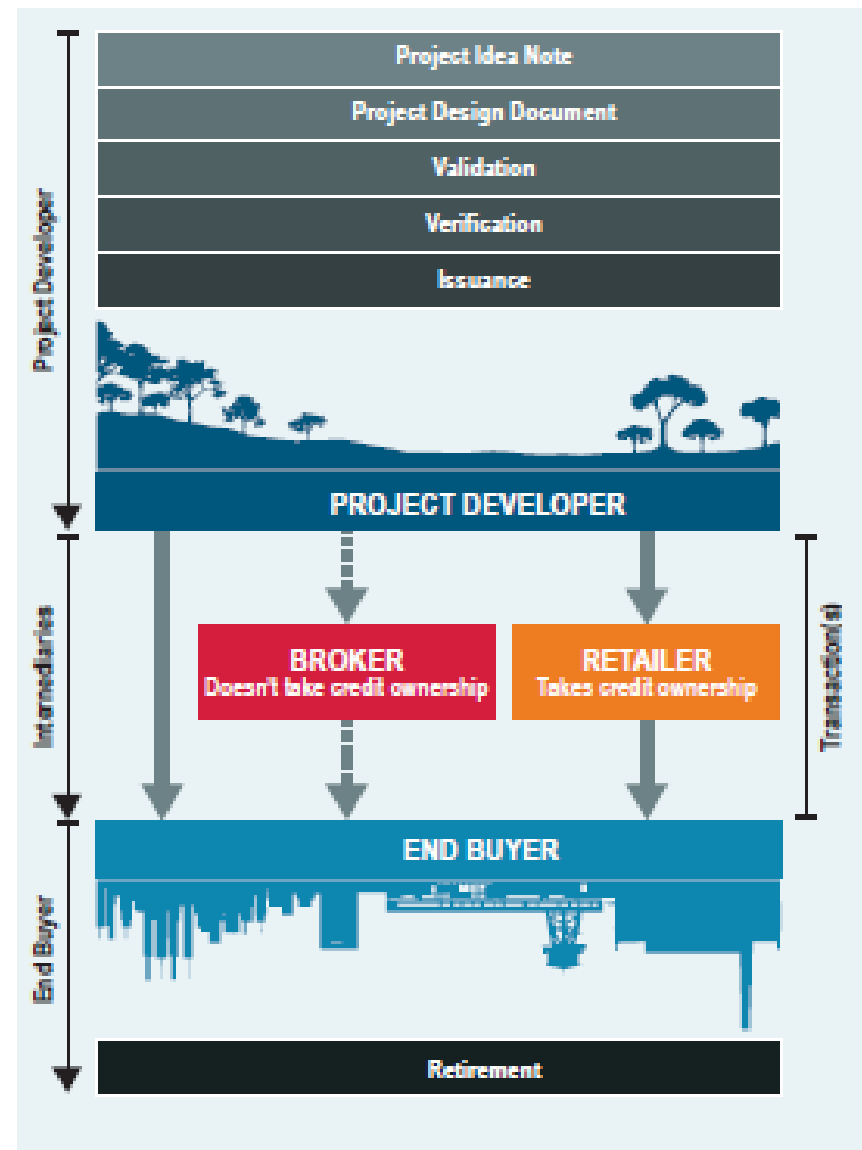 Project Idea Note
Project Design Document
Validation
Verification
Issuance
Project Developer
PROJECT DEVELOPER
Intermediaries
BROKER
Doesn't take credit ownership
RETAILER
Takes credit ownership
Transaction(s)
END BUYER
End Buyer
Retirement